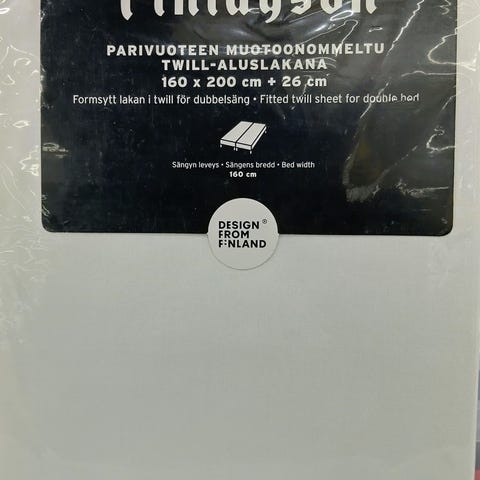 Finlayson
PARIVUOTEEN MUOTOONOMMELTU
TWILL-ALUSLAKANA
160 x 200 cm + 26 cm
Formsytt lakan i twill för dubbelsäng • Fitted twill sheet for double bed
Sängyn leveys • Sängens bredd • Bed width
160 cm
DESIGN ®
FROM
FINLAND